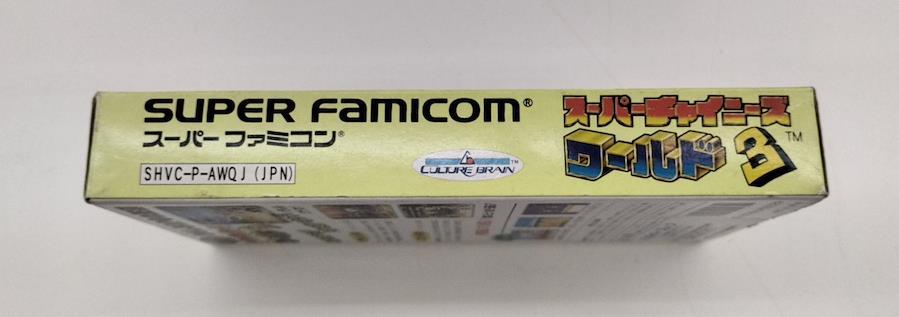 SUPER FAMICOM®
スーパーファミコン®
SHVC-P-AWQJ (JPN)
CULTURE BRAIN™
スーパーチャイニーズ
ワールド3™